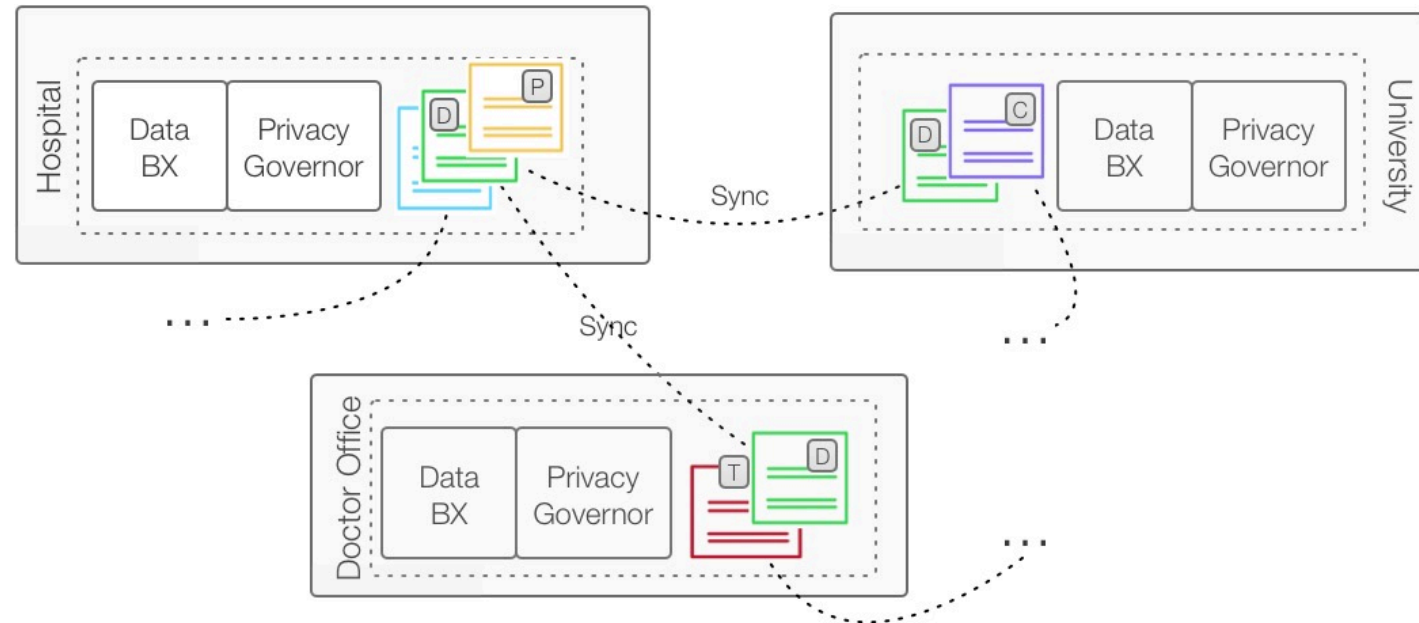 Hospital
Data
BX
Privacy
Governor
D
P
Sync
D
C
Data
BX
Privacy
Governor
University
...
Sync
...
Doctor Office
Data
BX
Privacy
Governor
T
D
...